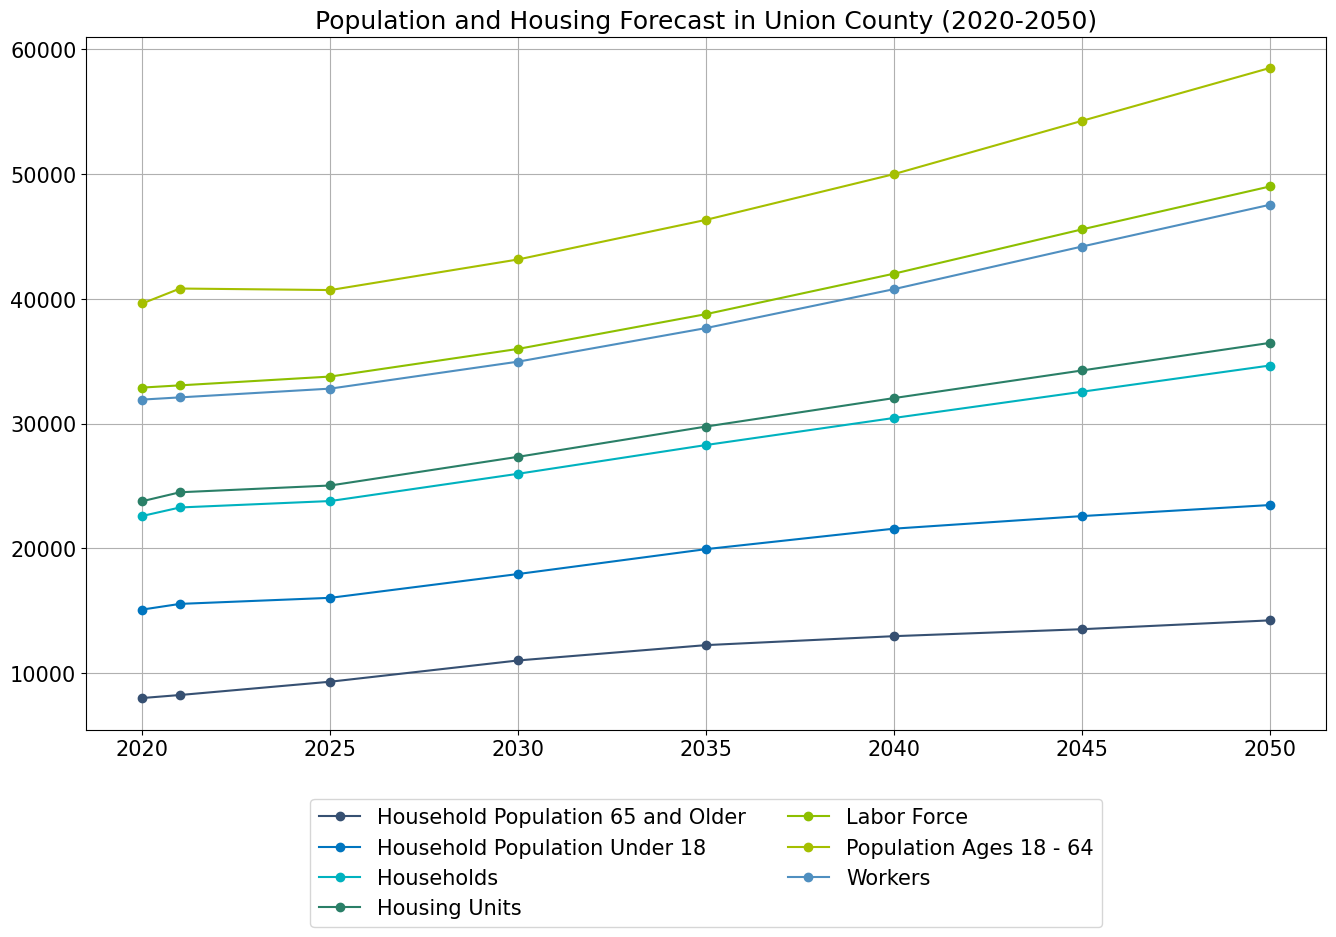 Population and Housing Forecast in Union County (2020-2050)
60000
50000
40000
30000
20000
10000
2020 2025 2030 2035 2040 2045 2050
Household Population 65 and Older
Household Population Under 18
Households
Housing Units
Labor Force
Population Ages 18 - 64
Workers